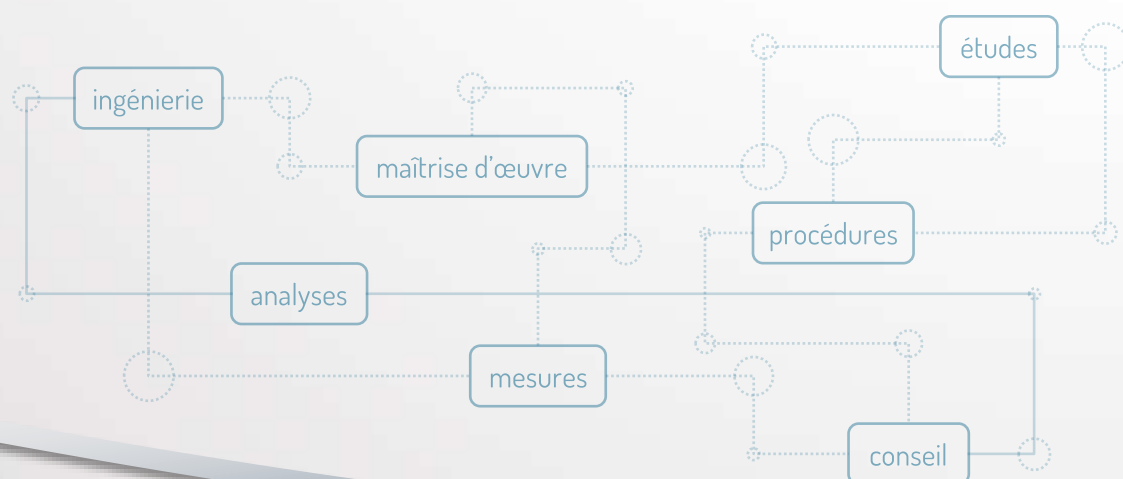 études
ingénierie
maîtrise d'œuvre
procédures
analyses
mesures
conseil